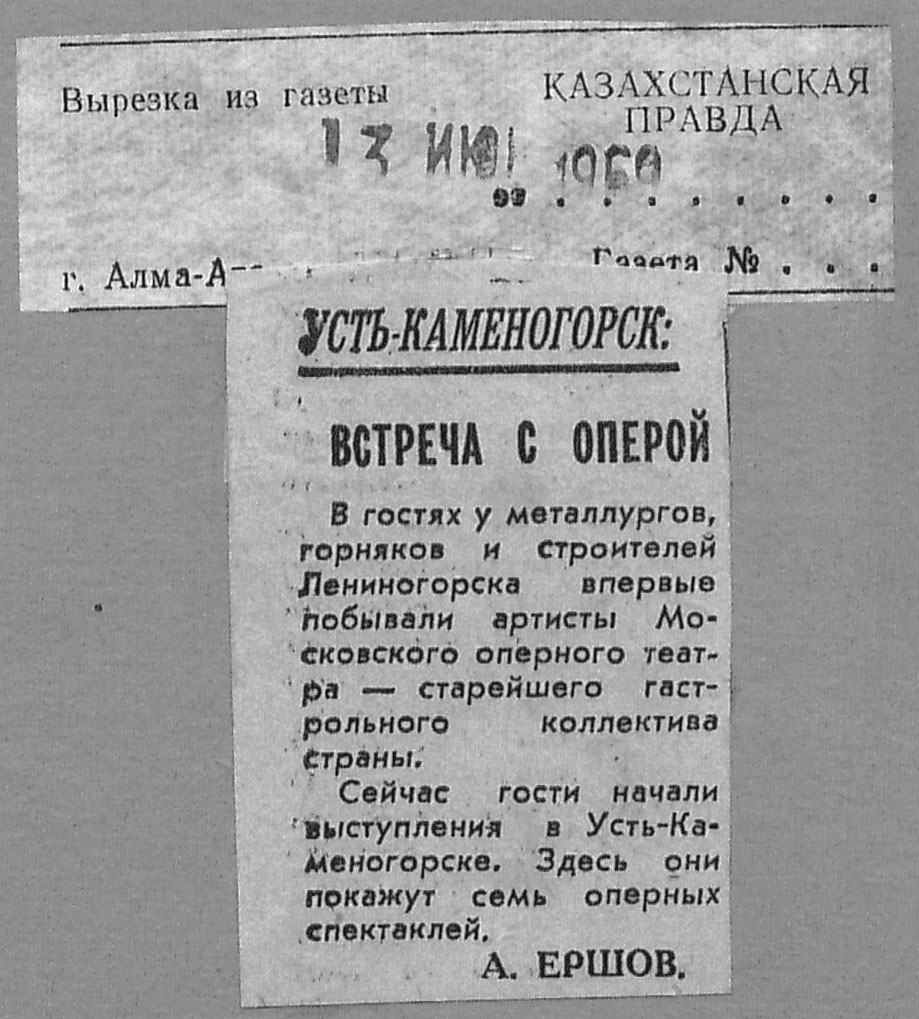 Вырезка из газеты
КАЗАХСТАНСКАЯ
ПРАВДА
г. Алма-А
Газета № . . .
УСТЬ-КАМЕНОГОРСК:
ВСТРЕЧА С ОПЕРОЙ
В гостях у металлургов,
горняков и строителей
Лениногорска впервые
побывали артисты Мо-
сковского оперного теат-
ра — старейшего гаст-
рольного коллектива
страны.
Сейчас гости начали
выступления в Усть-Ка-
меногорске. Здесь они
покажут семь оперных
спектаклей.
А. ЕРШОВ.